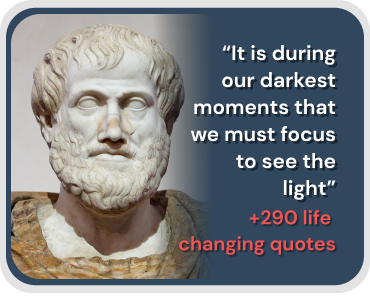 “It is during
our darkest
moments that
we must focus
to see the
light”
+290 life
changing quotes